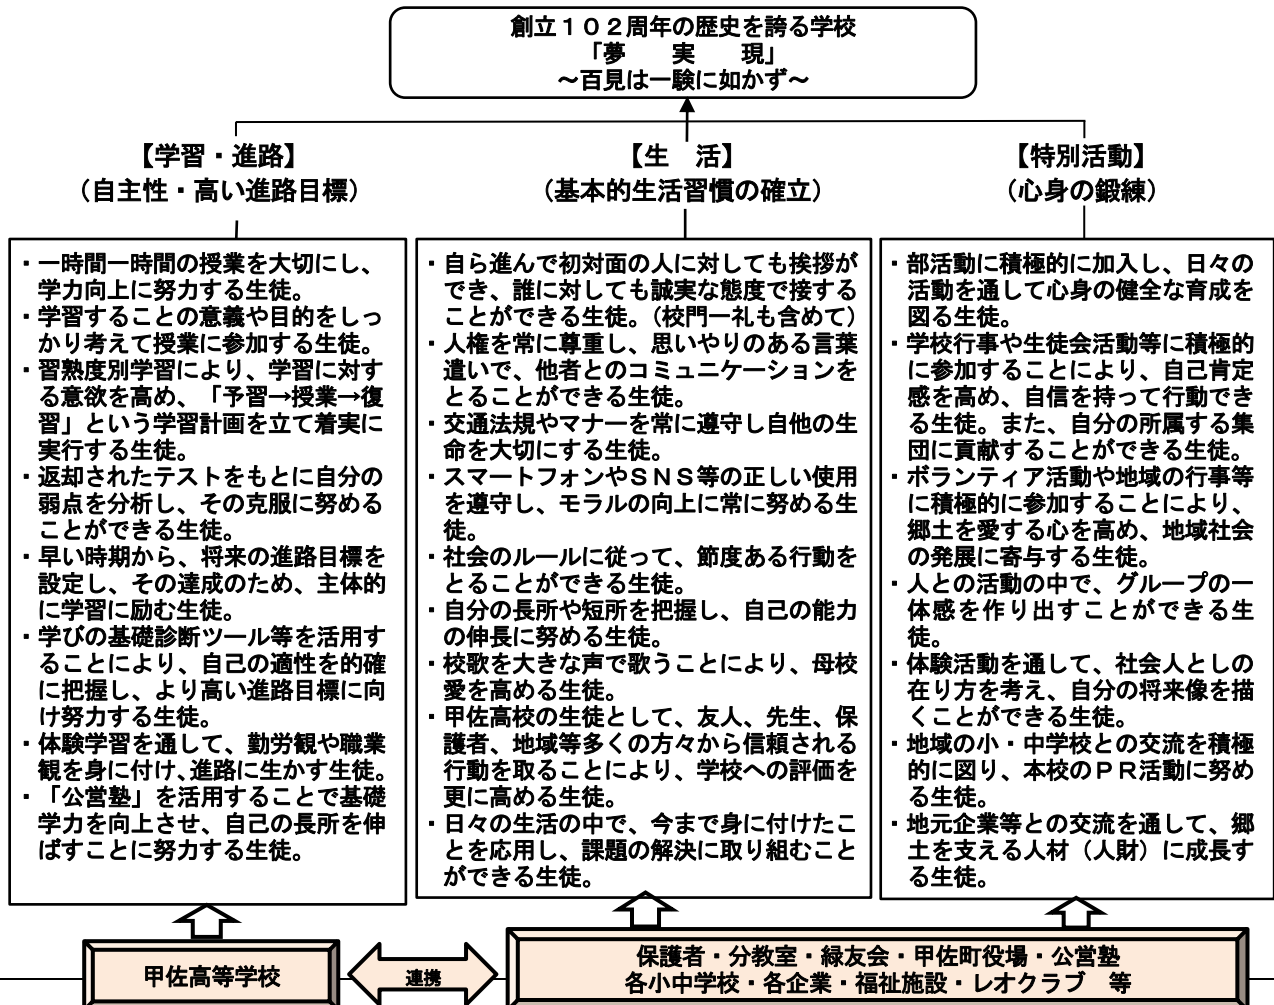 創立１０２周年の歴史を誇る学校
「夢　実　現」
～百見は一験に如かず～
【学習・進路】
（自主性・高い進路目標）
・一時間一時間の授業を大切にし、
学力向上に努力する生徒。
・学習することの意義や目的をしっ
かり考えて授業に参加する生徒。
・習熟度別学習により、学習に対す
る意欲を高め、「予習→授業→復
習」という学習計画を立て着実に
実行する生徒。
・返却されたテストをもとに自分の
弱点を分析し、その克服に努める
ことができる生徒。
・早い時期から、将来の進路目標を
設定し、その達成のため、主体的
に学習に励む生徒。
・学びの基礎診断ツール等を活用す
ることにより、自己の適性を的確
に把握し、より高い進路目標に向
け努力する生徒。
・体験学習を通して、勤労観や職業
観を身に付け、進路に生かす生徒。
・「公営塾」を活用することで基礎
学力を向上させ、自己の長所を伸
ばすことに努力する生徒。
【生　活】
（基本的生活習慣の確立）
・自ら進んで初対面の人に対しても挨拶が
でき、誰に対しても誠実な態度で接する
ことができる生徒。（校門一礼も含めて）
・人権を常に尊重し、思いやりのある言葉
遣いで、他者とのコミュニケーションを
とることができる生徒。
・交通法規やマナーを常に遵守し自他の生
命を大切にする生徒。
・スマートフォンやＳＮＳ等の正しい使用
を遵守し、モラルの向上に常に努める生
徒。
・社会のルールに従って、節度ある行動を
とることができる生徒。
・自分の長所や短所を把握し、自己の能力
の伸長に努める生徒。
・校歌を大きな声で歌うことにより、母校
愛を高める生徒。
・甲佐高校の生徒として、友人、先生、保
護者、地域等多くの方々から信頼される
行動を取ることにより、学校への評価を
更に高める生徒。
・日々の生活の中で、今まで身に付けたこ
とを応用し、課題の解決に取り組むこと
ができる生徒。
【特別活動】
（心身の鍛練）
・部活動に積極的に加入し、日々の
活動を通して心身の健全な育成を
図る生徒。
・学校行事や生徒会活動等に積極的
に参加することにより、自己肯定
感を高め、自信を持って行動でき
る生徒。また、自分の所属する集
団に貢献することができる生徒。
・ボランティア活動や地域の行事等
に積極的に参加することにより、
郷土を愛する心を高め、地域社会
の発展に寄与する生徒。
・人との活動の中で、グループの一
体感を作り出すことができる生
徒。
・体験活動を通して、社会人としの
在り方を考え、自分の将来像を描
くことができる生徒。
・地域の小・中学校との交流を積極
的に図り、本校のＰＲ活動に努め
る生徒。
・地元企業等との交流を通して、郷
土を支える人材（人財）に成長す
る生徒。
甲佐高等学校
連携
保護者・分教室・緑友会・甲佐町役場・公営塾
各小中学校・各企業・福祉施設・レオクラブ　等